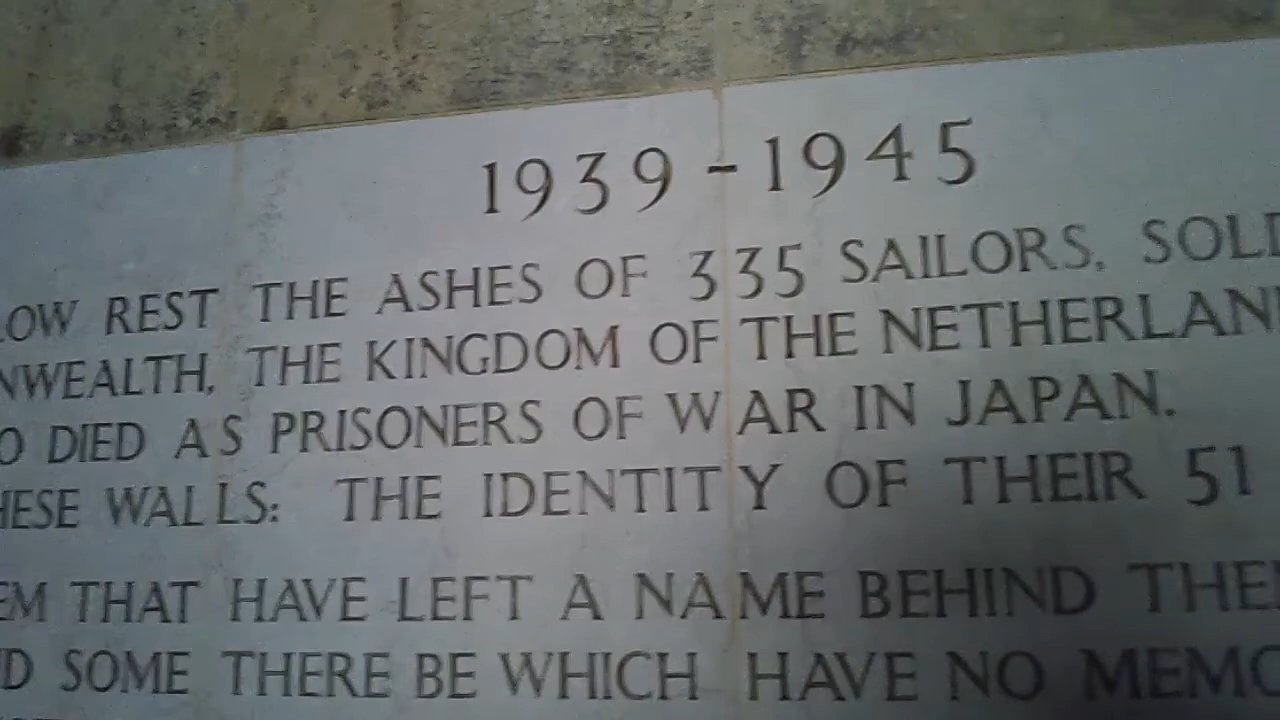 1939-1945
LOW REST THE ASHES OF 335 SAILORS, SOLD
NWEALTH, THE KINGDOM OF THE NETHERLAN
O DIED AS PRISONERS OF WAR IN JAPAN.
HESE WALLS: THE IDENTITY OF THEIR 51
EM THAT HAVE LEFT A NAME BEHIND THE
D SOME THERE BE WHICH HAVE NO MEMO